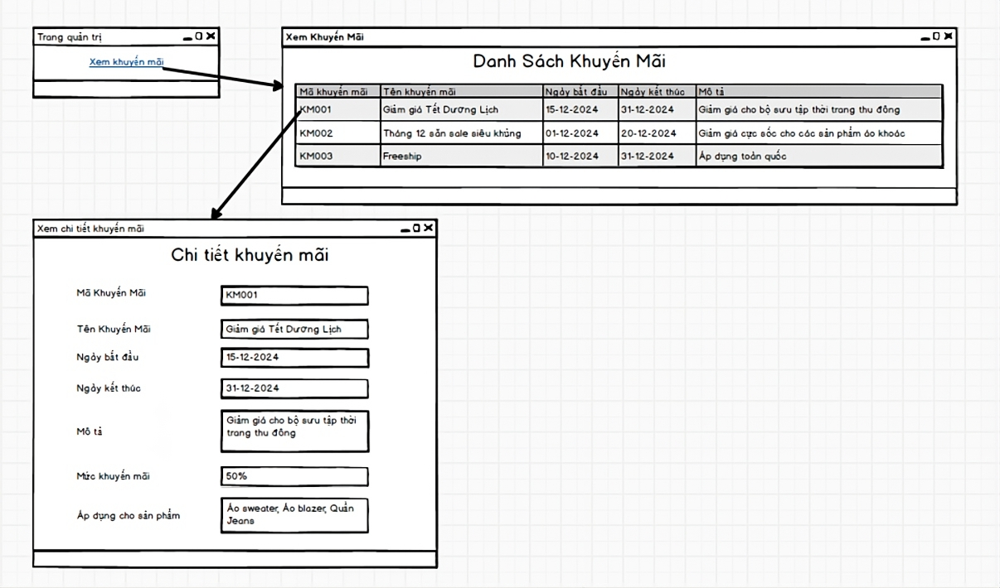 Trang quản trị
Xem khuyến mãi
Xem Khuyến Mãi
Danh Sách Khuyến Mãi
Mã khuyến mãi Tên khuyến mãi Ngày bắt đầu Ngày kết thúc Mô tả
KM001 Giảm giá Tết Dương Lịch 15-12-2024 31-12-2024 Giảm giá cho bộ sưu tập thời trang thu đông
KM002 Tháng 12 săn sale siêu khủng 01-12-2024 20-12-2024 Giảm giá cực sốc cho các sản phẩm áo khoác
KM003 Freeship 10-12-2024 31-12-2024 Áp dụng toàn quốc
Xem chi tiết khuyến mãi
Chi tiết khuyến mãi
Mã Khuyến Mãi KM001
Tên Khuyến Mãi Giảm giá Tết Dương Lịch
Ngày bắt đầu 15-12-2024
Ngày kết thúc 31-12-2024
Mô tả Giảm giá cho bộ sưu tập thời
trang thu đông
Mức khuyến mãi 50%
Áp dụng cho sản phẩm Áo sweater, Áo blazer, Quần
Jeans